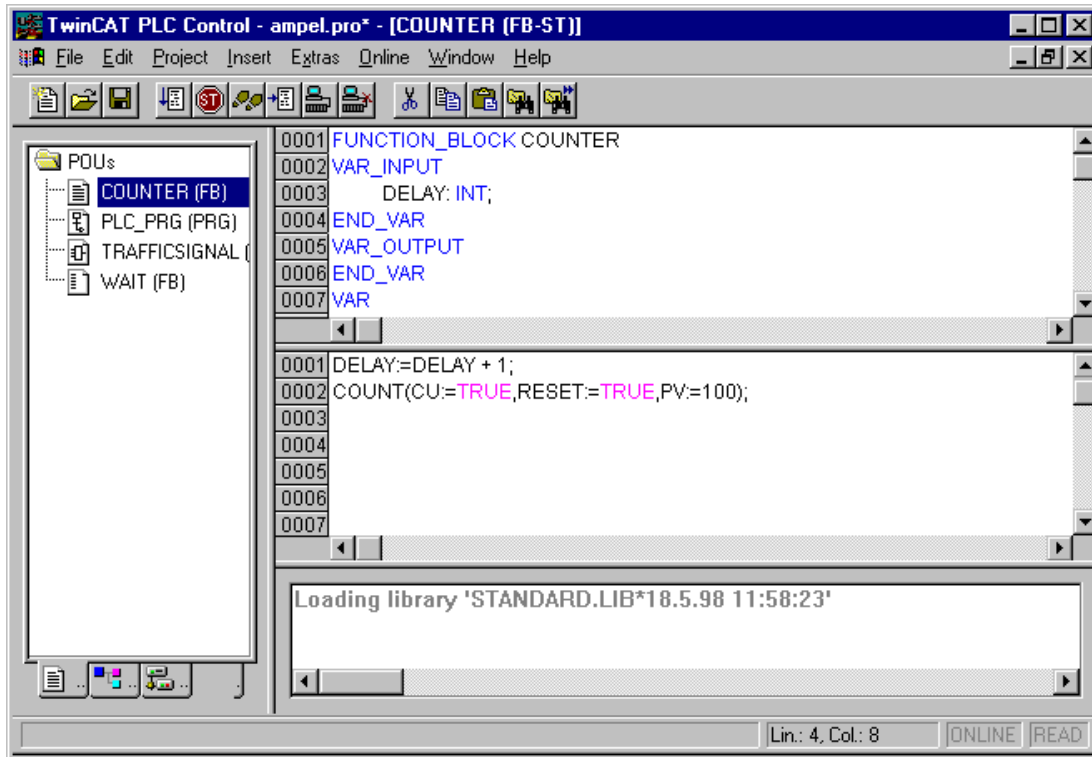 TwinCAT PLC Control - ampel.pro* - [COUNTER (FB-ST)]
File Edit Project Insert Extras Online Window Help
POUs
COUNTER (FB)
PLC_PRG (PRG)
TRAFFICSIGNAL (
WAIT (FB)
0001 FUNCTION_BLOCK COUNTER
0002 VAR_INPUT
0003 DELAY: INT;
0004 END_VAR
0005 VAR_OUTPUT
0006 END_VAR
0007 VAR
0001 DELAY:=DELAY + 1;
0002 COUNT(CU:=TRUE,RESET:=TRUE,PV:=100);
0003
0004
0005
0006
0007
Loading library 'STANDARD.LIB*18.5.98 11:58:23'
Lin.: 4, Col.: 8 ONLINE READ